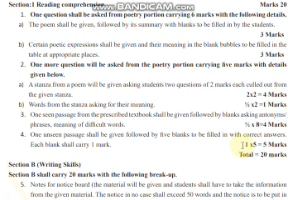 Section:1 Reading comprehension Marks 20
BANDICAM.COM
1. One question shall be asked from poetry portion carrying 6 marks with the following details.
a) The poem shall be given, followed by its summary with blanks to be filled in by the students.
3 Marks
b) Certain poetic expressions shall be given and their meaning in the blank bubbles to be filled in the
table at appropriate places. 3 Marks
2. One more question will be asked from the poetry portion carrying five marks with details
given below.
a) A stanza from a poem will be given asking students two questions of 2 marks each culled out from
the given stanza. 2x2 = 4 Marks
b) Words from the stanza asking for their meaning. ½ x2 =1 Mark
3. One seen passage from the prescribed textbook shall be given followed by blanks asking antonyms/
phrases, meaning of difficult words. ½ x 8=4 Marks
4. One unseen passage shall be given followed by five blanks to be filled in with correct answers.
Each blank shall carry 1 mark. 1 x5 = 5 Marks
Total = 20 marks
Section B (Writing Skills)
Section B shall carry 20 marks with the following break-up.
5. Notes for notice board (the material will be given and students shall have to take the information
from the given material. The notice in no case shall exceed 50 words and the notice is to be put in